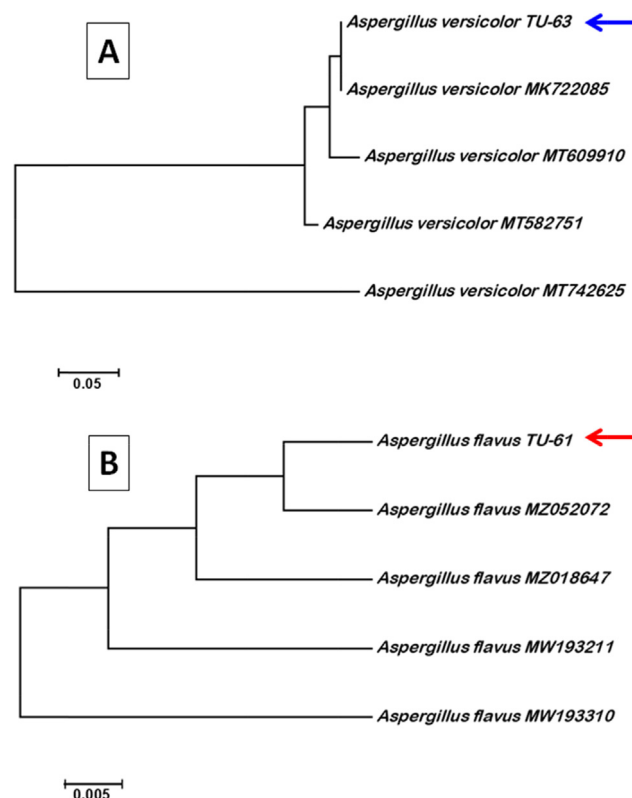 A
Aspergillus versicolor TU-63
Aspergillus versicolor MK722085
Aspergillus versicolor MT609910
Aspergillus versicolor MT582751
Aspergillus versicolor MT742625
0.05
B
Aspergillus flavus TU-61
Aspergillus flavus MZ052072
Aspergillus flavus MZ018647
Aspergillus flavus MW193211
Aspergillus flavus MW193310
0.005